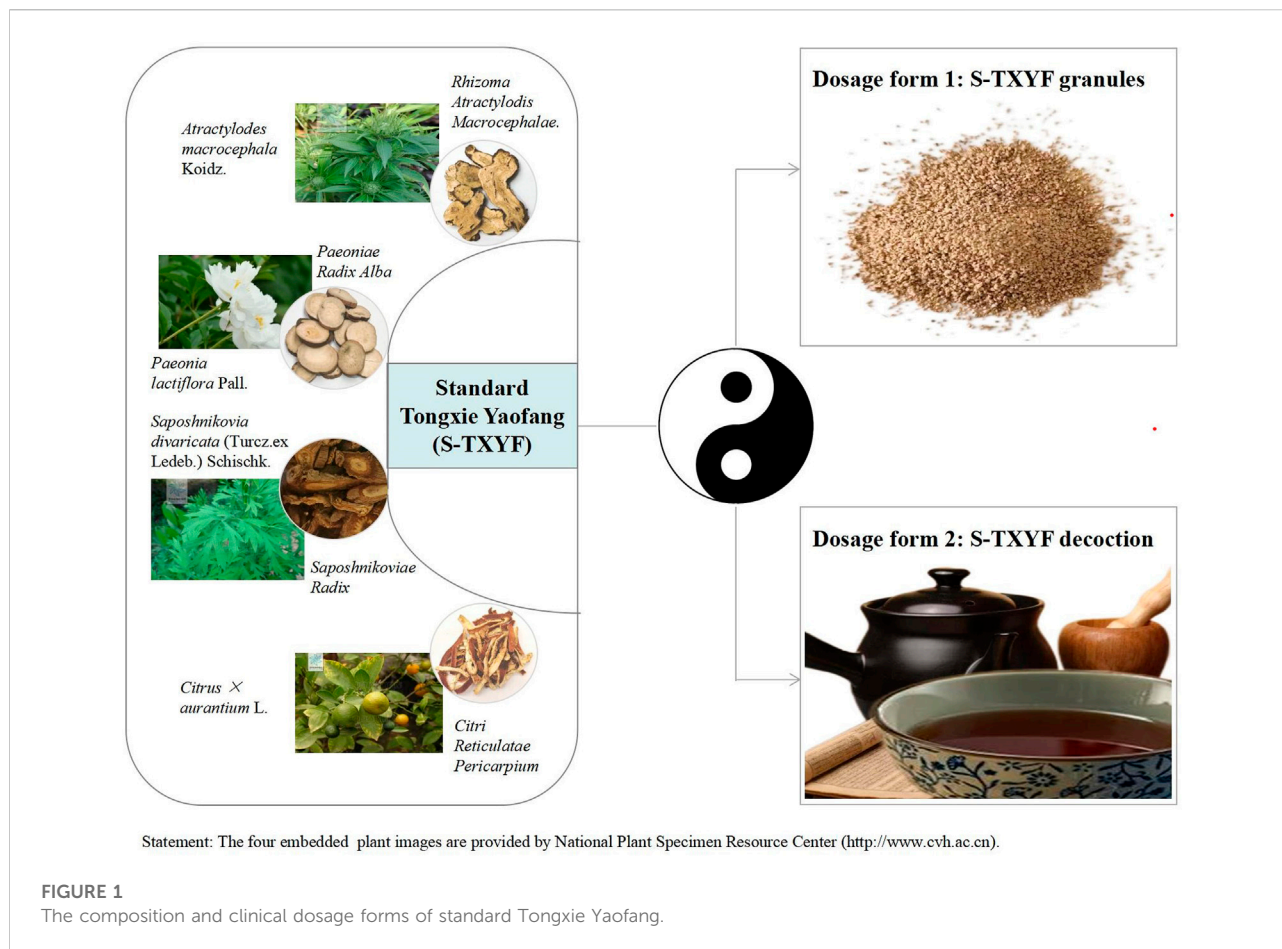 Atractylodes
macrocephala
Koidz.
Rhizoma
Atractylodis
Macrocephalae.
Paeoniae
Radix Alba
Paeonia
lactiflora Pall.
Saposhnikovia
divaricata (Turcz.ex
Ledeb.) Schischk.
Saposhnikoviae
Radix
Citrus ×
aurantium L.
Citri
Reticulatae
Pericarpium
Standard
Tongxie Yaofang
(S-TXYF)
Dosage form 1: S-TXYF granules
Dosage form 2: S-TXYF decoction
Statement: The four embedded plant images are provided by National Plant Specimen Resource Center (http://www.cvh.ac.cn).
FIGURE 1
The composition and clinical dosage forms of standard Tongxie Yaofang.